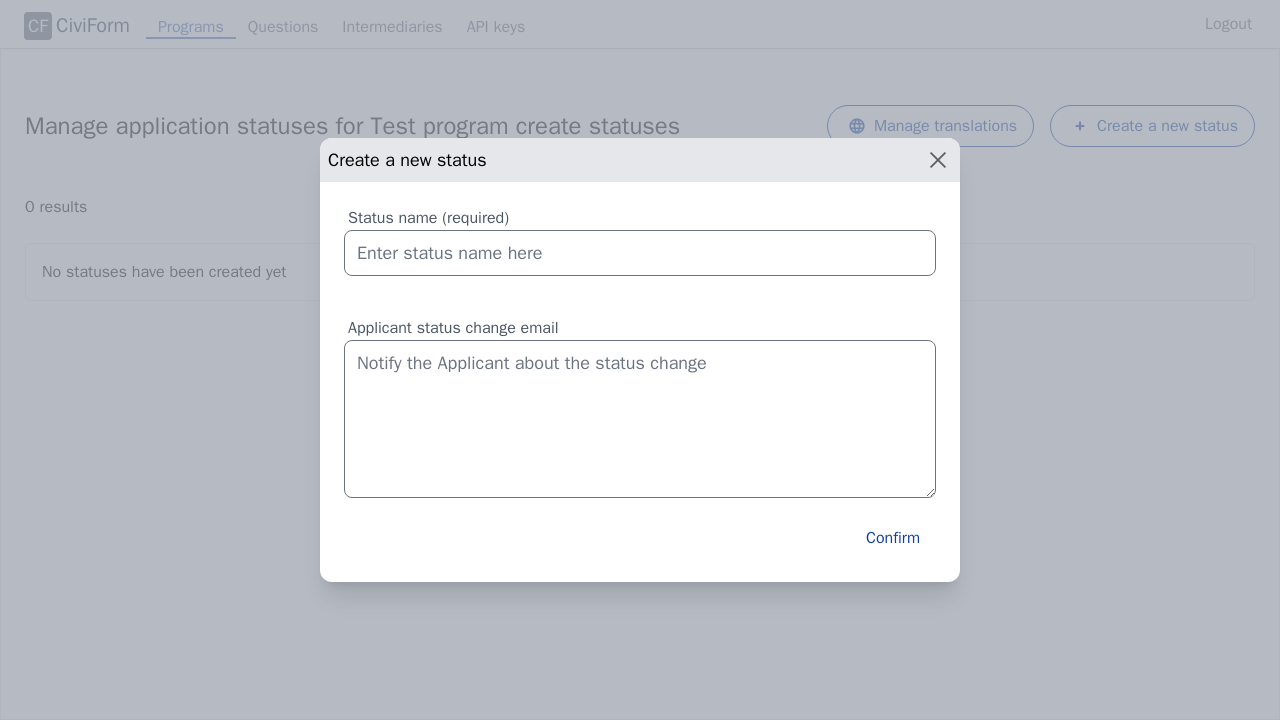 CF CiviForm Programs Questions Intermediaries API keys Logout
Manage application statuses for Test program create statuses
Manage translations
Create a new status
0 results
No statuses have been created yet
Create a new status
Status name (required)
Enter status name here
Applicant status change email
Notify the Applicant about the status change
Confirm